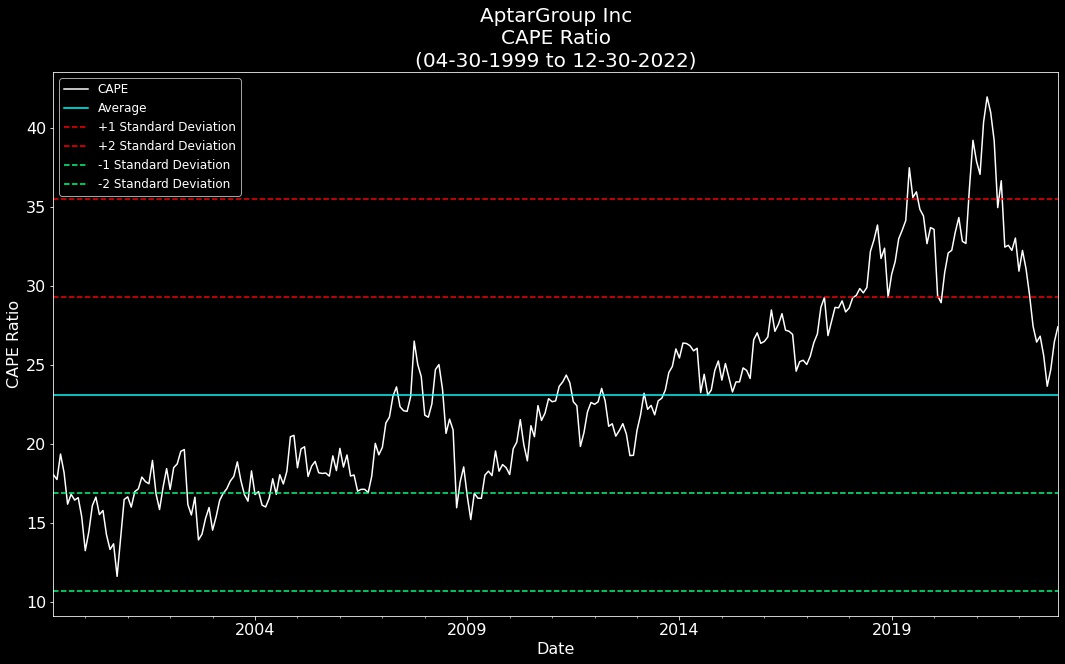 AptarGroup Inc
CAPE Ratio
(04-30-1999 to 12-30-2022)
CAPE
Average
+1 Standard Deviation
+2 Standard Deviation
-1 Standard Deviation
-2 Standard Deviation
40
35
30
25
20
15
10
CAPE Ratio
2004
2009
2014
2019
Date